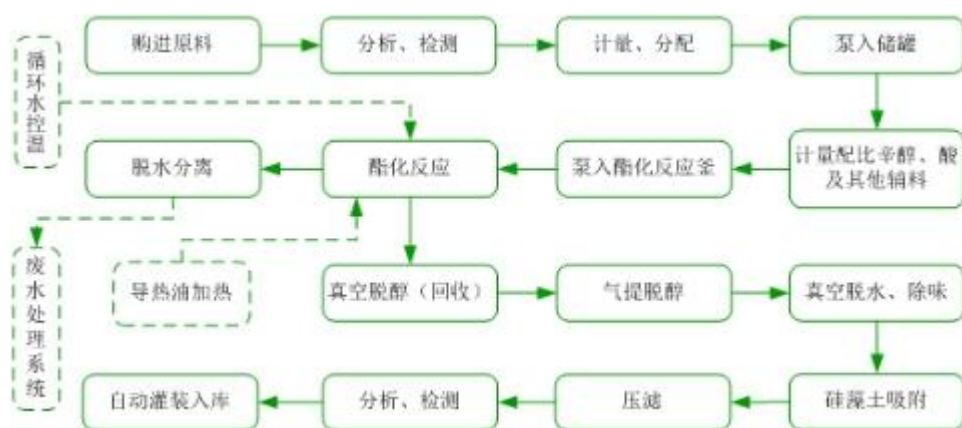 购进原料
分析、检测
计量、分配
泵入储罐
循环水控温
脱水分离
酯化反应
泵入酯化反应釜
计量配比辛醇、酸
及其他辅料
废水处理系统
导热油加热
真空脱醇（回收）
气提脱醇
真空脱水、除味
自动灌装入库
分析、检测
压滤
硅藻土吸附